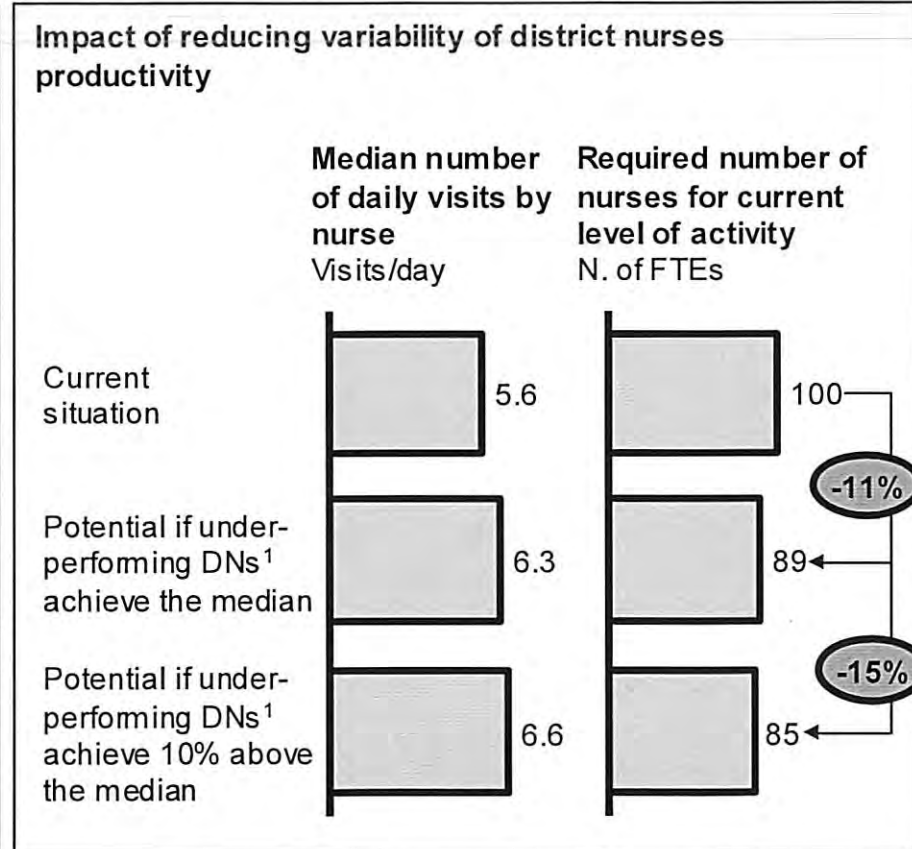 Impact of reducing variability of district nurses
productivity
Median number
of daily visits by
nurse
Visits/day
Required number of
nurses for current
level of activity
N. of FTEs
Current
situation
5.6
100
-11%
Potential if under-
performing DNs¹
achieve the median
6.3
89
-15%
Potential if under-
performing DNs¹
achieve 10% above
the median
6.6
85